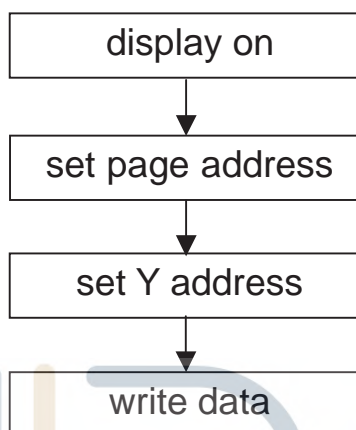 display on
set page address
set Y address
write data